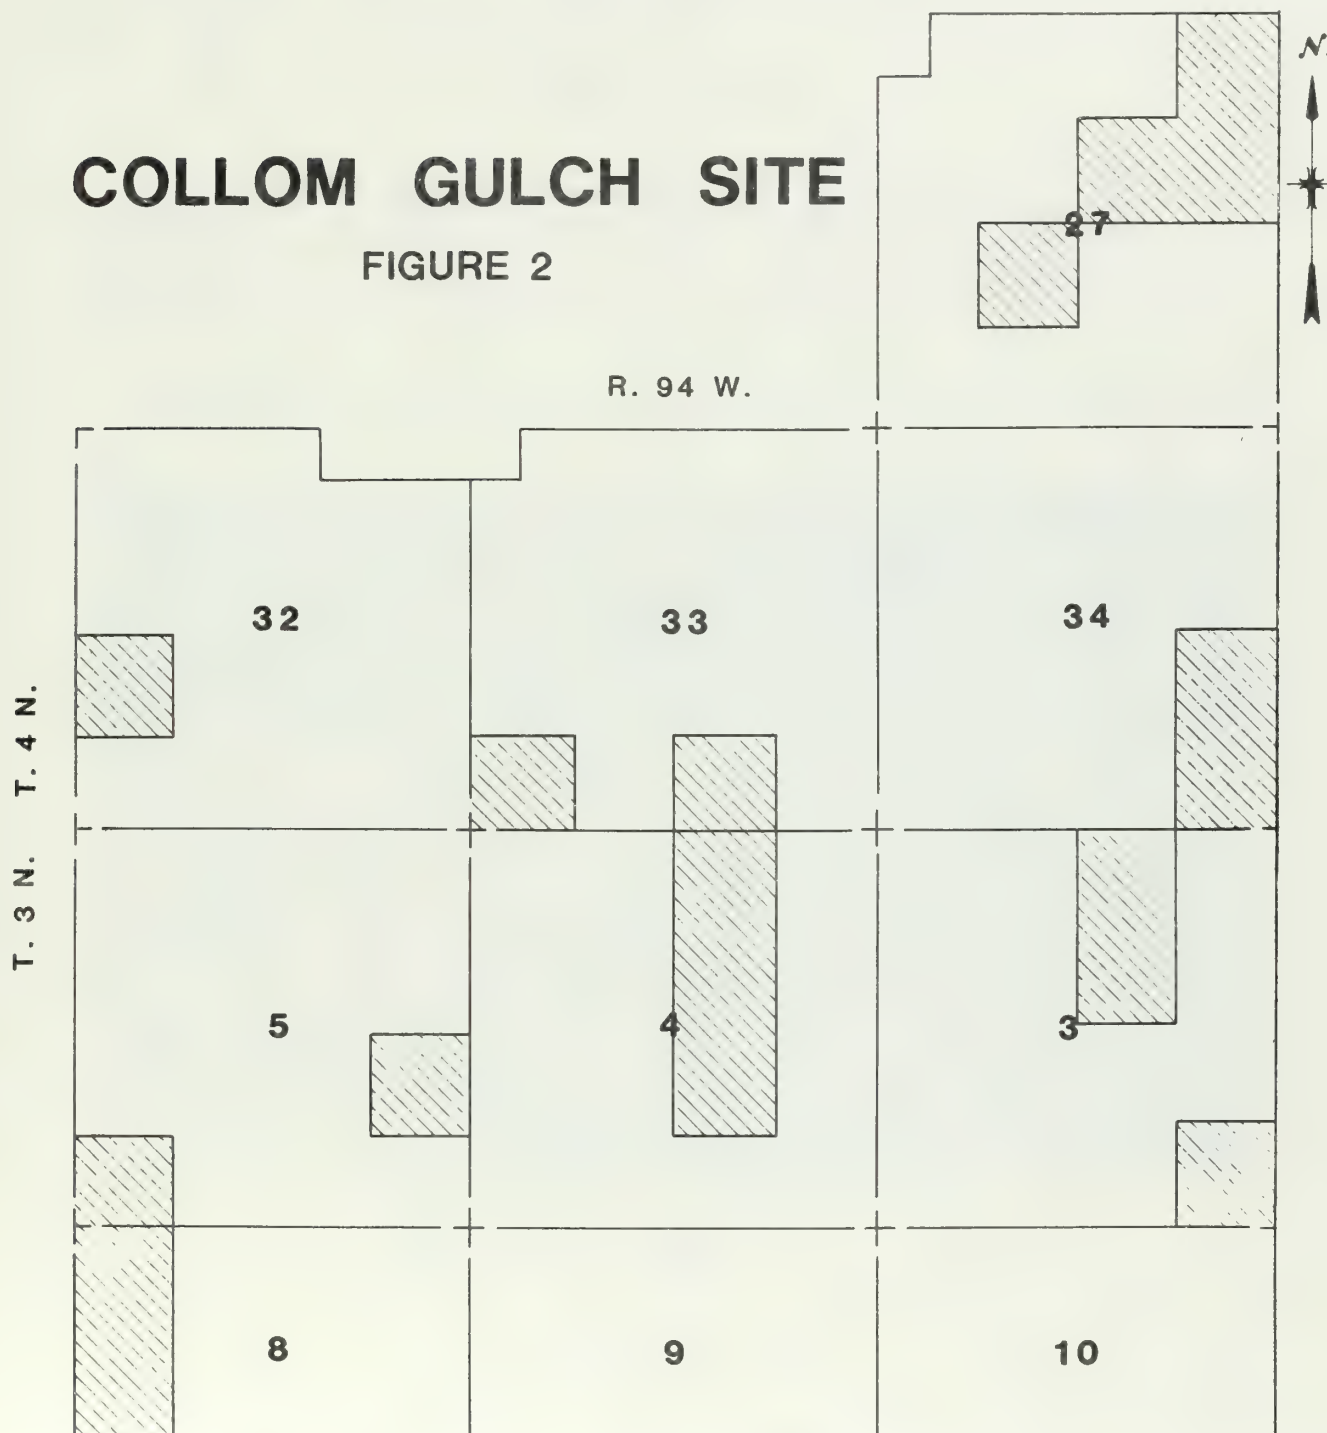 N.
COLLOM GULCH SITE
FIGURE 2
27
R. 94 W.
32 33 34
T. 4 N.
T. 3 N.
5 4 3
8 9 10